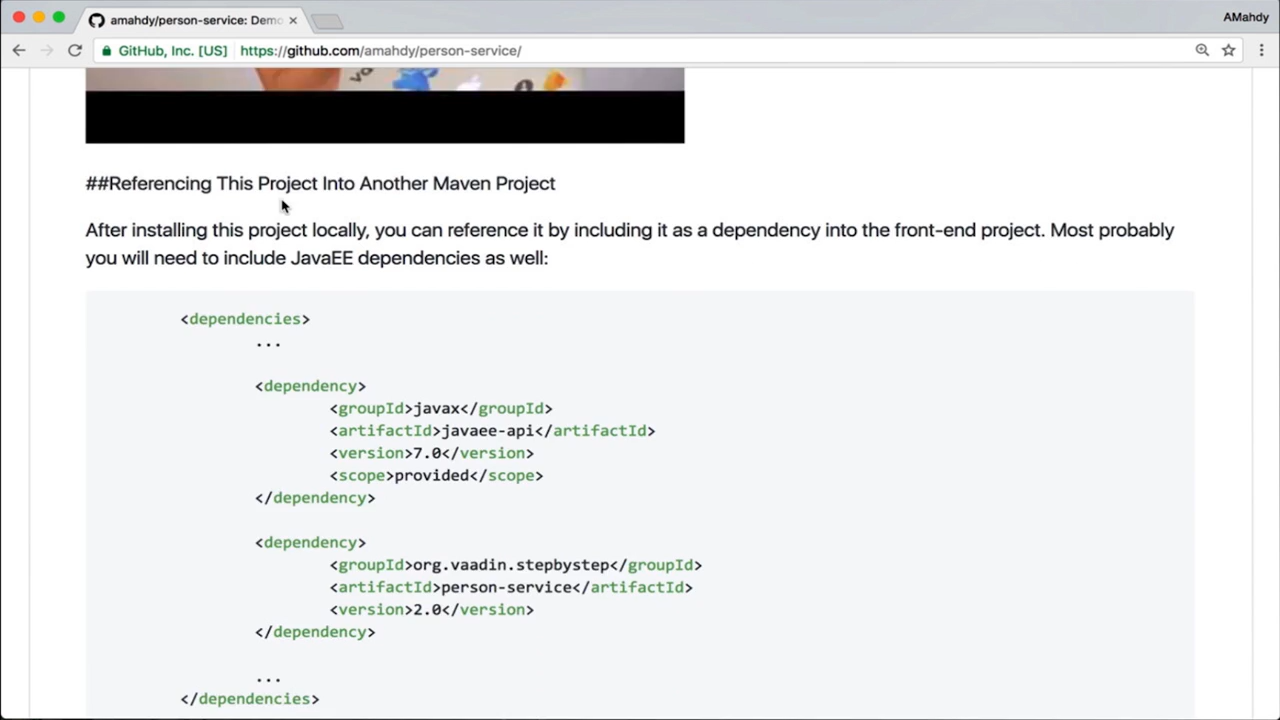 amahdy/person-service: Demo
AMahdy
GitHub, Inc. [US]
https://github.com/amahdy/person-service/
##Referencing This Project Into Another Maven Project
After installing this project locally, you can reference it by including it as a dependency into the front-end project. Most probably
you will need to include JavaEE dependencies as well:
<dependencies>
...
<dependency>
<groupId>javax</groupId>
<artifactId>javaee-api</artifactId>
<version>7.0</version>
<scope>provided</scope>
</dependency>
<dependency>
<groupId>org.vaadin.stepbystep</groupId>
<artifactId>person-service</artifactId>
<version>2.0</version>
</dependency>
...
</dependencies>